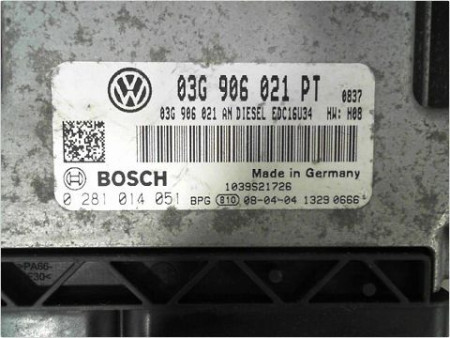 03G 906 021 PT 0837
03G 906 021 AN DIESEL EDC16U34 HW: H08
BOSCH
Made in Germany
1039S21726
0 281 014 051 BPG 810 08-04-04 1329 0666
>PA66-